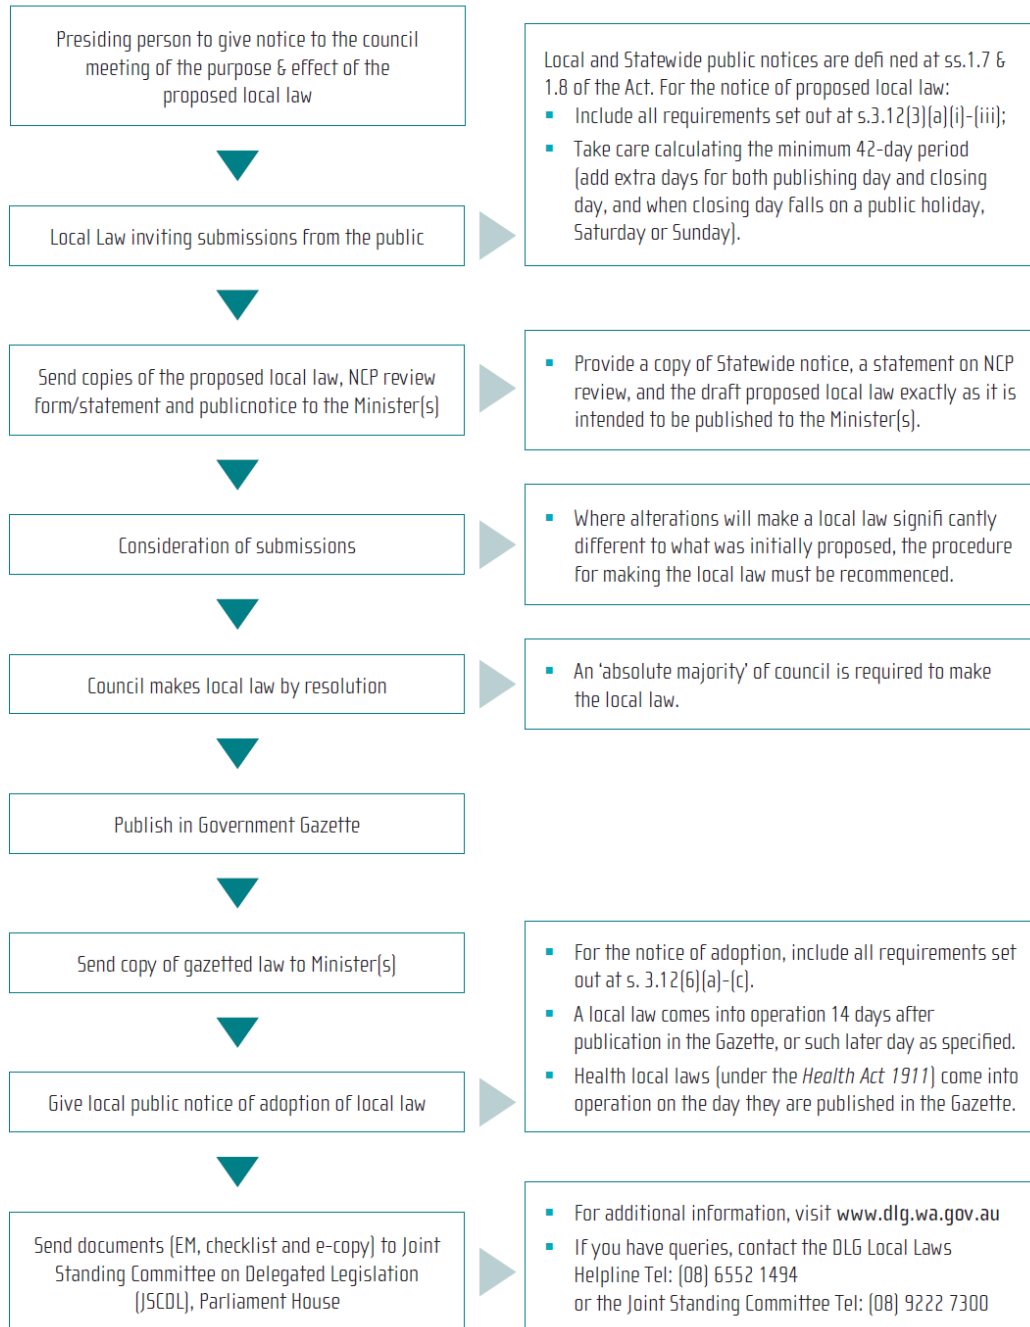 Presiding person to give notice to the council
meeting of the purpose & effect of the
proposed local law
Local and Statewide public notices are defi ned at ss.1.7 &
1.8 of the Act. For the notice of proposed local law:
▪ Include all requirements set out at s.3.12(3)(a)(i)-(iii);
▪ Take care calculating the minimum 42-day period
(add extra days for both publishing day and closing
day, and when closing day falls on a public holiday,
Saturday or Sunday).
Local Law inviting submissions from the public
Send copies of the proposed local law, NCP review
form/statement and publicnotice to the Minister(s)
▪ Provide a copy of Statewide notice, a statement on NCP
review, and the draft proposed local law exactly as it is
intended to be published to the Minister(s).
Consideration of submissions
▪ Where alterations will make a local law signifi cantly
different to what was initially proposed, the procedure
for making the local law must be recommenced.
Council makes local law by resolution
▪ An ‘absolute majority’ of council is required to make
the local law.
Publish in Government Gazette
Send copy of gazetted law to Minister(s)
Give local public notice of adoption of local law
▪ For the notice of adoption, include all requirements set
out at s. 3.12(6)(a)-(c).
▪ A local law comes into operation 14 days after
publication in the Gazette, or such later day as specified.
▪ Health local laws (under the Health Act 1911) come into
operation on the day they are published in the Gazette.
Send documents (EM, checklist and e-copy) to Joint
Standing Committee on Delegated Legislation
(JSCDL), Parliament House
▪ For additional information, visit www.dlg.wa.gov.au
▪ If you have queries, contact the DLG Local Laws
Helpline Tel: (08) 6552 1494
or the Joint Standing Committee Tel: (08) 9222 7300